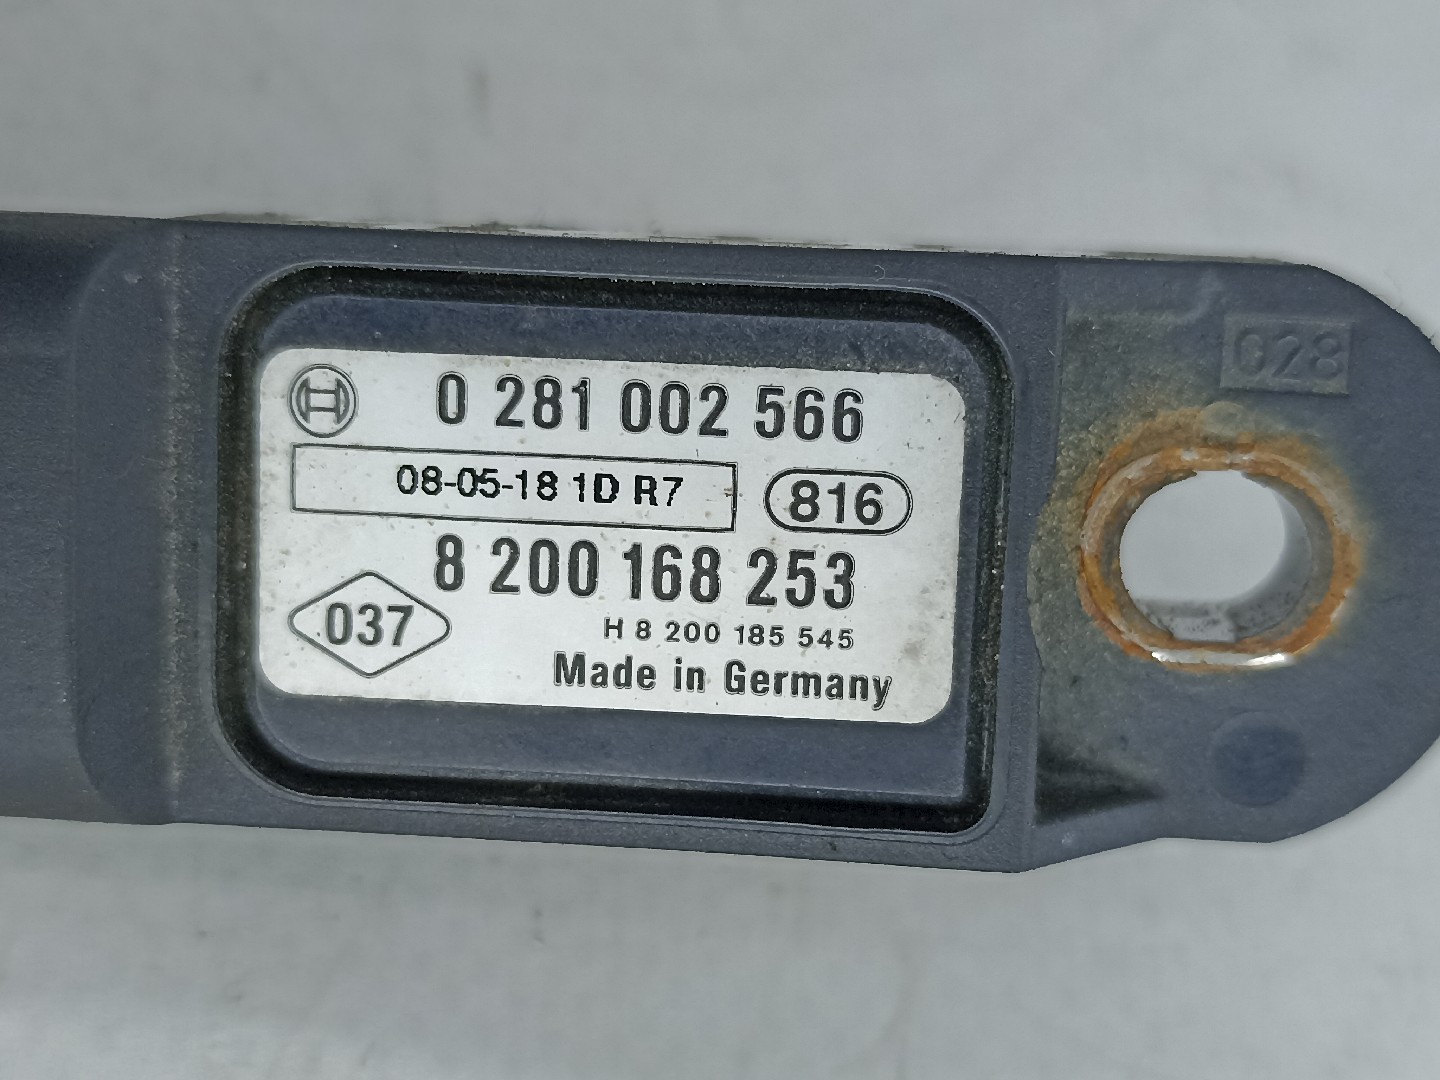 0 281 002 566
08-05-18 1D R7
816
8 200 168 253
037
H 8 200 185 545
Made in Germany
028